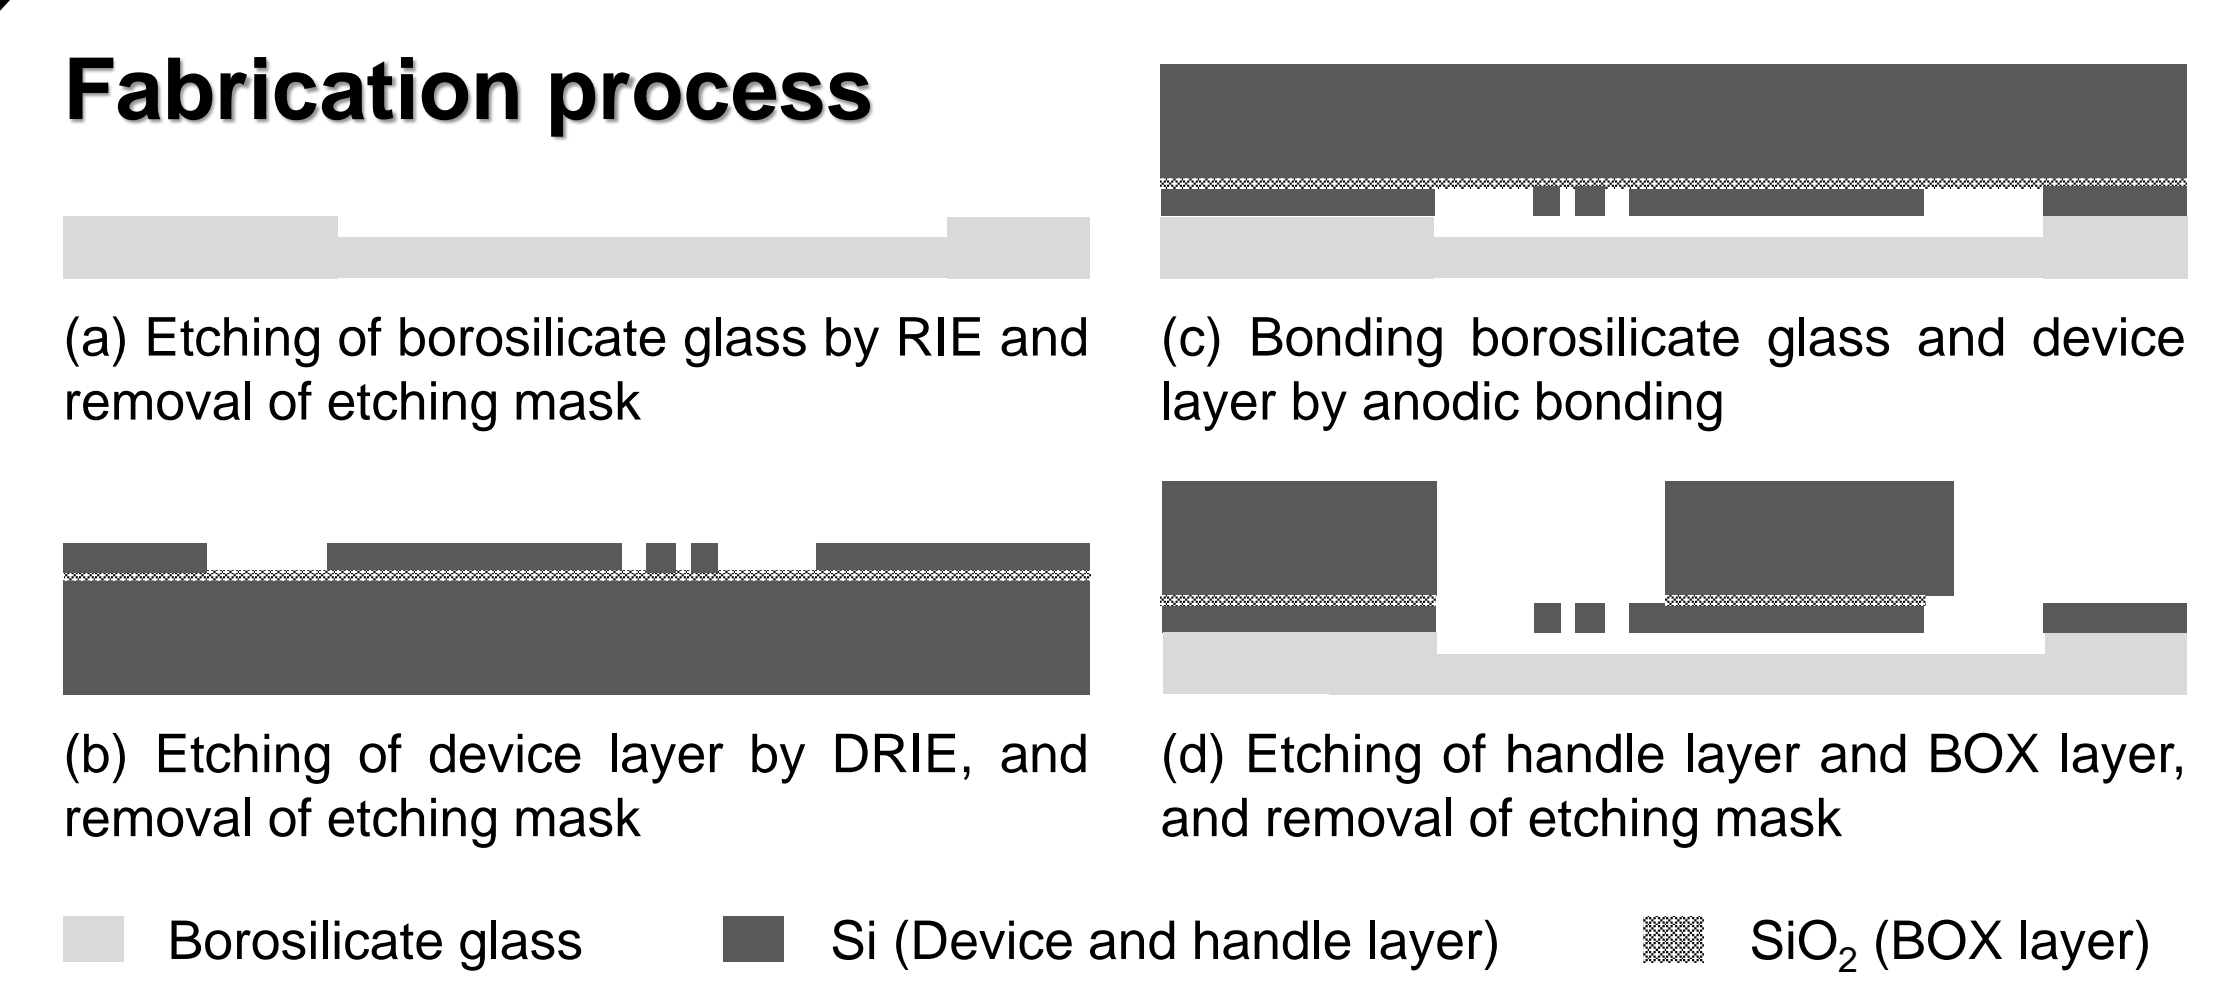 Fabrication process
(a) Etching of borosilicate glass by RIE and
removal of etching mask
(b) Etching of device layer by DRIE, and
removal of etching mask
(c) Bonding borosilicate glass and device
layer by anodic bonding
(d) Etching of handle layer and BOX layer,
and removal of etching mask
Borosilicate glass
Si (Device and handle layer)
SiO₂ (BOX layer)